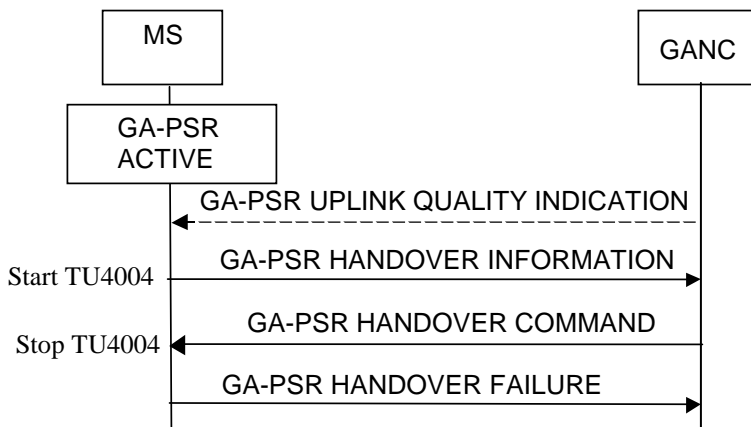 MS
GANC
GA-PSR
ACTIVE
GA-PSR UPLINK QUALITY INDICATION
GA-PSR HANDOVER INFORMATION
Start TU4004
GA-PSR HANDOVER COMMAND
Stop TU4004
GA-PSR HANDOVER FAILURE